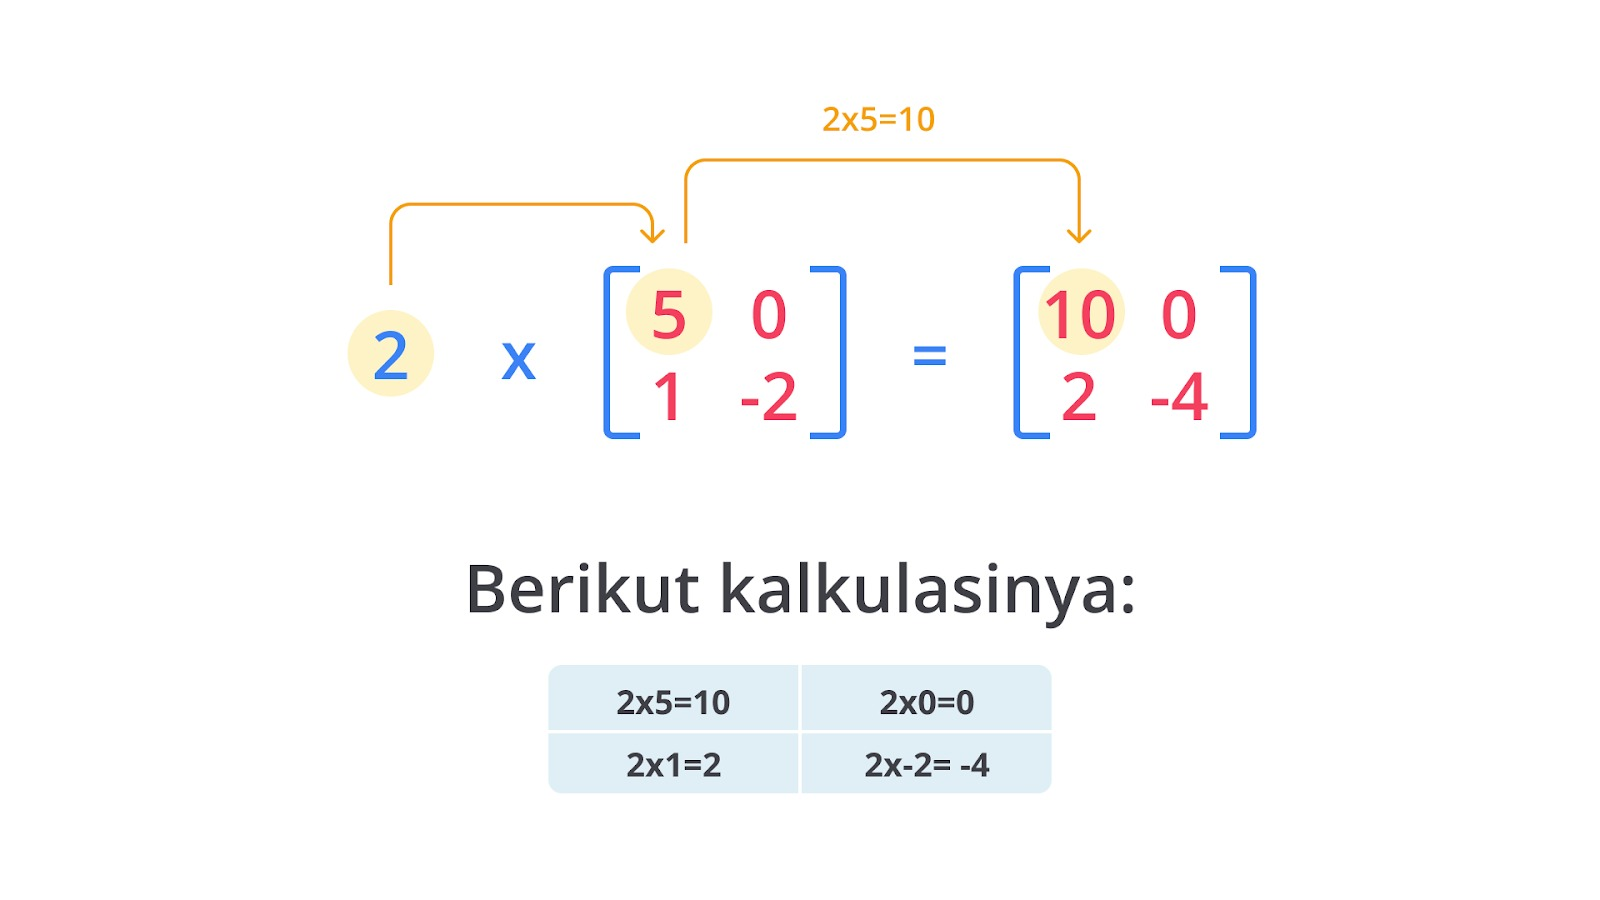 2x5=10
2 x [5 0] = [10 0]
[1 -2] [2 -4]
Berikut kalkulasinya:
2x5=10 2x0=0
2x1=2 2x-2= -4